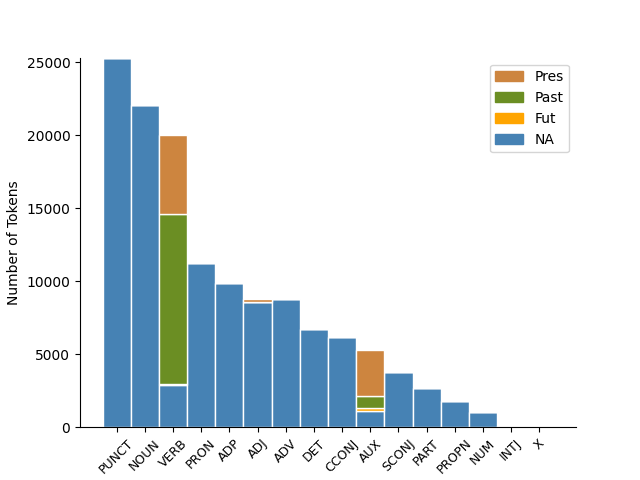 25000
20000
15000
10000
5000
0
Number of Tokens
Pres
Past
Fut
NA
PUNCT
NOUN
VERB
PRON
ADP
ADJ
ADV
DET
CCONJ
AUX
SCONJ
PART
PROPN
NUM
INTJ
X